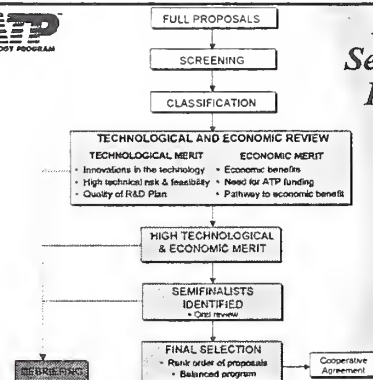 ATP
FULL PROPOSALS
SCREENING
CLASSIFICATION
TECHNOLOGICAL AND ECONOMIC REVIEW
TECHNOLOGICAL MERIT
• Innovations in the technology
• High technical risk & feasibility
• Quality of R&D Plan
ECONOMIC MERIT
• Economic benefits
• Need for ATP funding
• Pathway to economic benefit
HIGH TECHNOLOGICAL
& ECONOMIC MERIT
SEMIFINALISTS
IDENTIFIED
• Oral review
FINAL SELECTION
• Rank order of proposals
• Balanced program
Cooperative
Agreement
DEBRIEFING